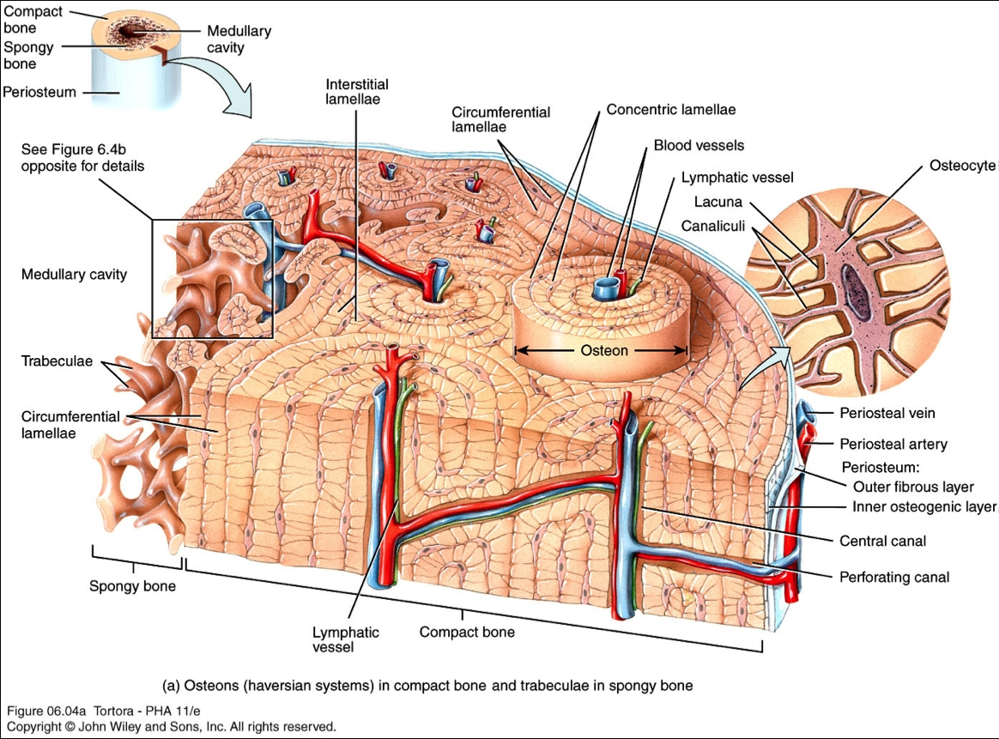 Compact
bone
Spongy
bone
Periosteum
Medullary
cavity
Interstitial
lamellae
Circumferential
lamellae
Concentric lamellae
Blood vessels
Lymphatic vessel
Lacuna
Canaliculi
Osteocyte
See Figure 6.4b
opposite for details
Medullary cavity
Trabeculae
Circumferential
lamellae
Osteon
Periosteal vein
Periosteal artery
Periosteum:
Outer fibrous layer
Inner osteogenic layer
Central canal
Perforating canal
Spongy bone
Lymphatic
vessel
Compact bone
(a) Osteons (haversian systems) in compact bone and trabeculae in spongy bone
Figure 06.04a Tortora - PHA 11/e
Copyright © John Wiley and Sons, Inc. All rights reserved.